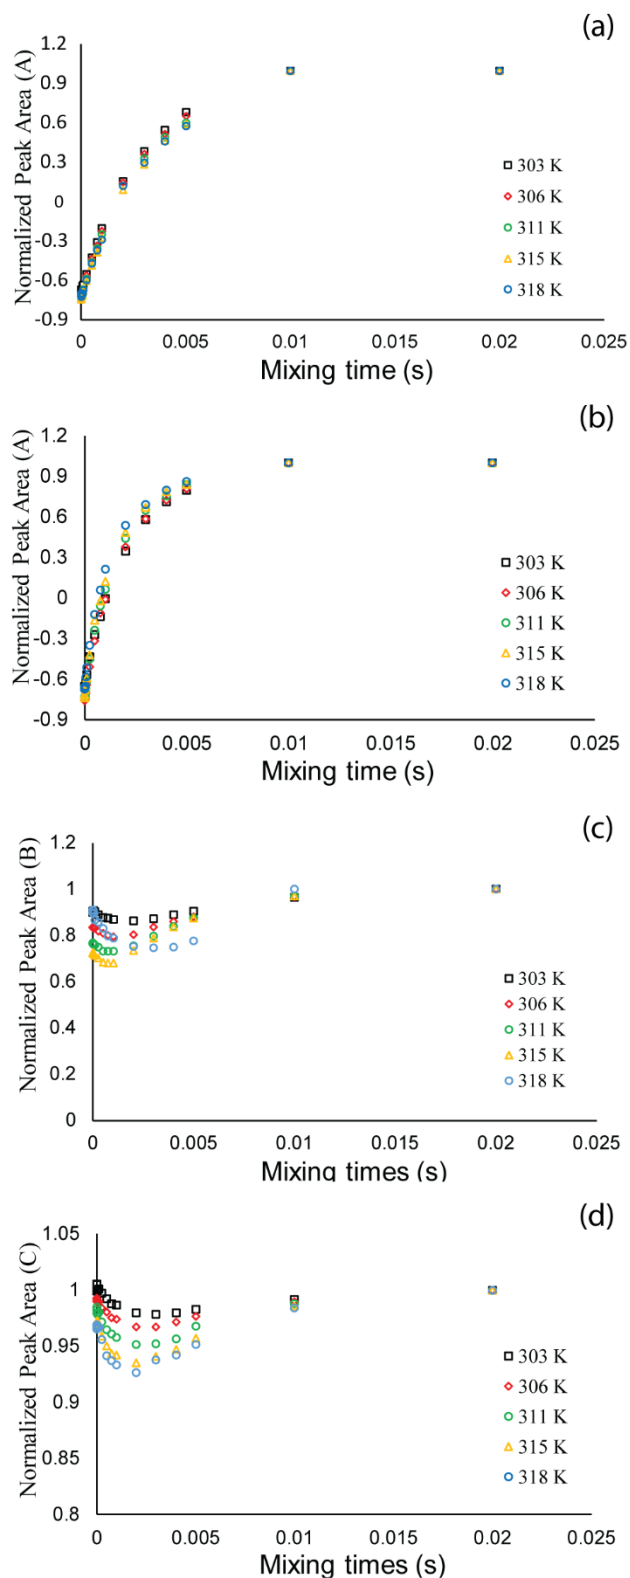 (a)
Normalized Peak Area (A)
1.2
0.9
0.6
0.3
0
-0.3
-0.6
-0.9
303 K
306 K
311 K
315 K
318 K
0 0.005 0.01 0.015 0.02 0.025
Mixing time (s)
(b)
Normalized Peak Area (A)
1.2
0.9
0.6
0.3
0
-0.3
-0.6
-0.9
303 K
306 K
311 K
315 K
318 K
0 0.005 0.01 0.015 0.02 0.025
Mixing time (s)
(c)
Normalized Peak Area (B)
1.2
1
0.8
0.6
0.4
0.2
0
303 K
306 K
311 K
315 K
318 K
0 0.005 0.01 0.015 0.02 0.025
Mixing times (s)
(d)
Normalized Peak Area (C)
1.05
1
0.95
0.9
0.85
0.8
303 K
306 K
311 K
315 K
318 K
0 0.005 0.01 0.015 0.02 0.025
Mixing times (s)